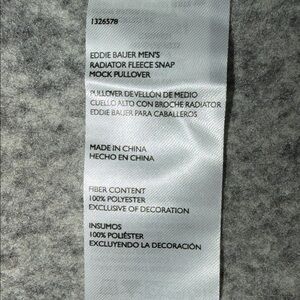 1326578
EDDIE BAUER MEN'S
RADIATOR FLEECE SNAP
MOCK PULLOVER
PULLOVER DE VELLÓN DE MEDIO
CUELLO ALTO CON BROCHE RADIATOR
EDDIE BAUER PARA CABALLEROS
MADE IN CHINA
HECHO EN CHINA
FIBER CONTENT
100% POLYESTER
EXCLUSIVE OF DECORATION
INSUMOS
100% POLIÉSTER
EXCLUYENDO LA DECORACIÓN